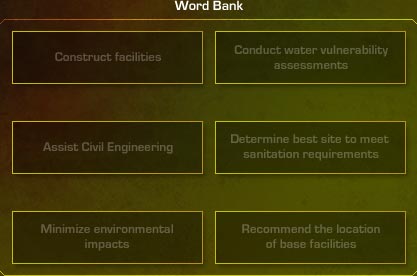 Word Bank
Construct facilities
Conduct water vulnerability
assessments
Assist Civil Engineering
Determine best site to meet
sanitation requirements
Minimize environmental
impacts
Recommend the location
of base facilities